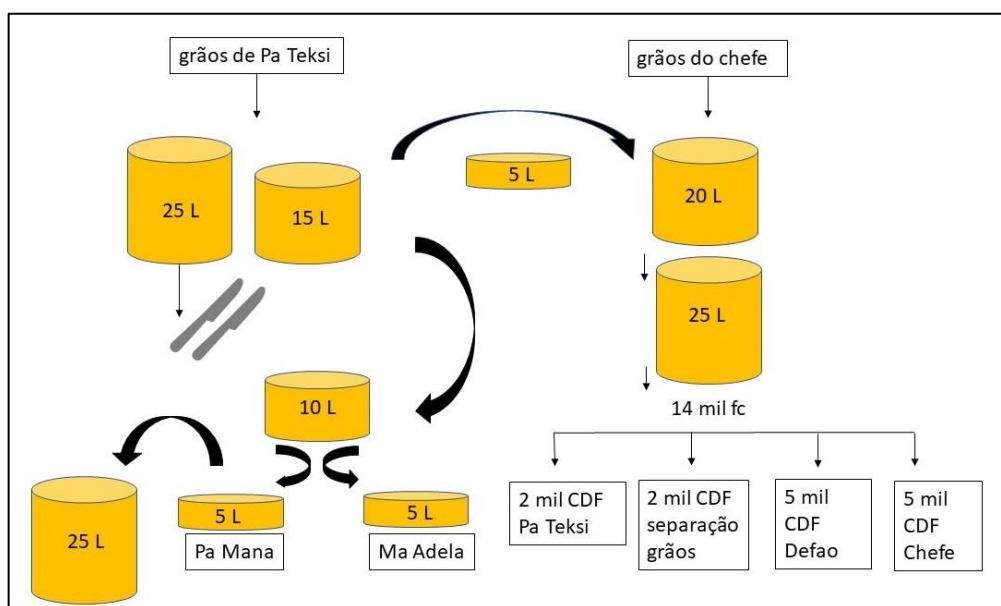 grãos de Pa Teksi
grãos do chefe
25 L
15 L
5 L
20 L
25 L
10 L
14 mil fc
25 L
5 L
Pa Mana
5 L
Ma Adela
2 mil CDF
Pa Teksi
2 mil CDF
separação
grãos
5 mil
CDF
Defao
5 mil
CDF
Chefe